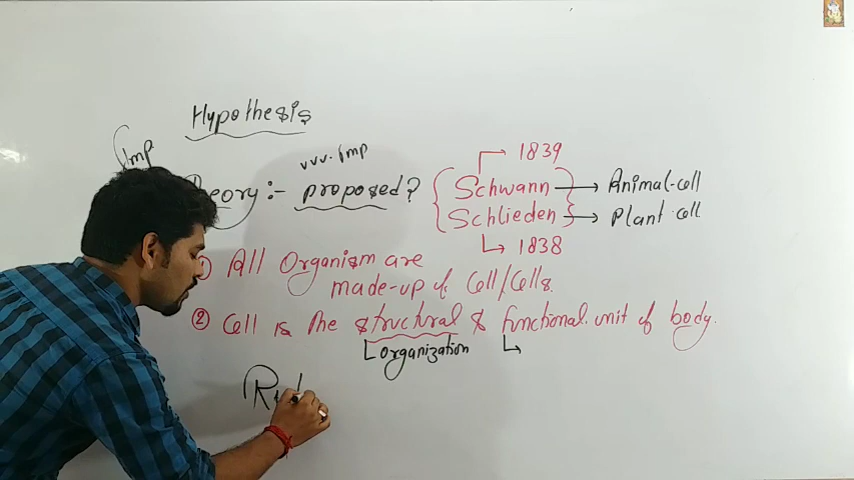 Hypothesis
Imp
vvv. Imp
eory :- proposed?
1839
Schwann → Animal-cell
Schlieden → Plant cell
1838
1) All Organism are
made-up of Cell/Cells.
② Cell is the structural & functional unit of body.
organization